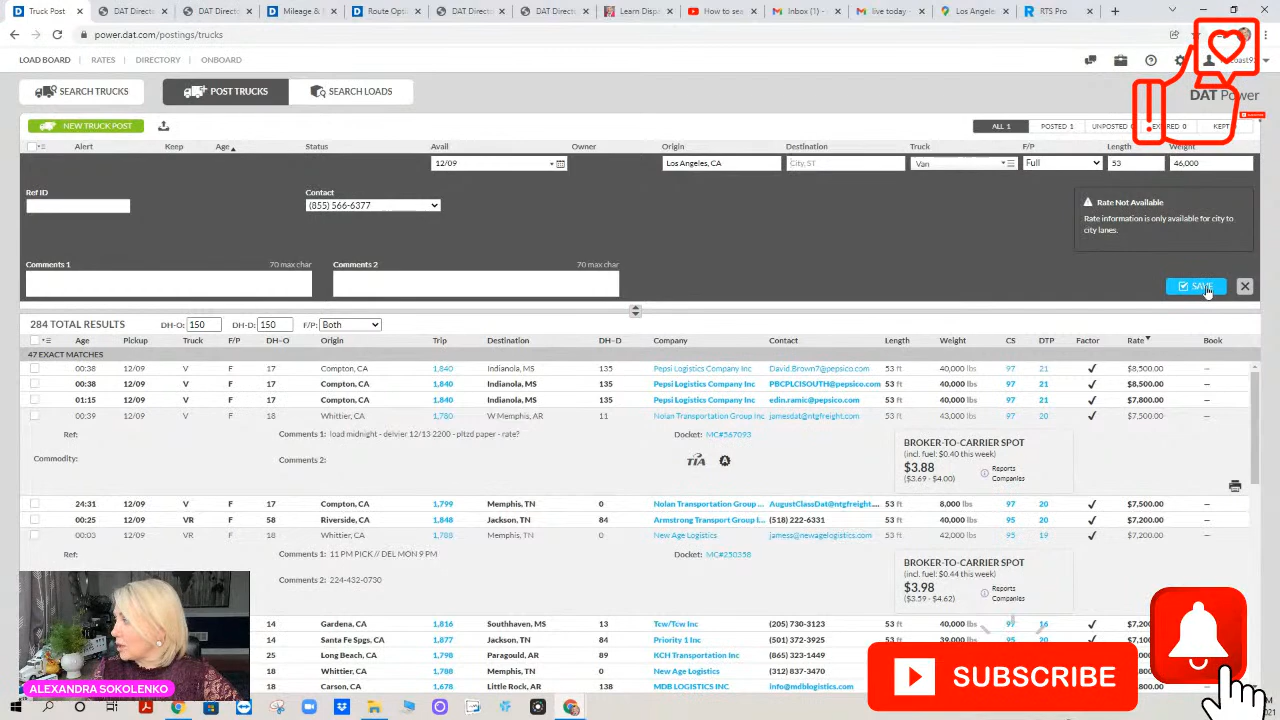 Truck Post
DAT Direct
DAT Direct
Mileage &
Route Opti
DAT Direct
DAT Direct
Learn Disp
How to sea
Inbox (1) -
live today -
Los Angele
RTS Pro
power.dat.com/postings/trucks
LOAD BOARD RATES DIRECTORY ONBOARD
SEARCH TRUCKS POST TRUCKS SEARCH LOADS
DAT Power
NEW TRUCK POST
ALL 1 POSTED 1 UNPOSTED EXPIRED 0 KEPT
Alert Keep Age Status Avail Owner Origin Destination Truck F/P Length Weight
12/09 Los Angeles, CA City, ST Van Full 53 46,000
Ref ID Contact
(855) 566-6377
Rate Not Available
Rate information is only available for city to
city lanes.
Comments 1 70 max char Comments 2 70 max char
SAVE
284 TOTAL RESULTS DH-O: 150 DH-D: 150 F/P: Both
Age Pickup Truck F/P DH-O Origin Trip Destination DH-D Company Contact Length Weight CS DTP Factor Rate Book
47 EXACT MATCHES
00:38 12/09 V F 17 Compton, CA 1,840 Indianola, MS 135 Pepsi Logistics Company Inc David.Brown7@pepsico.com 53 ft 40,000 lbs 97 21 ✓ $8,500.00 –
00:38 12/09 V F 17 Compton, CA 1,840 Indianola, MS 135 Pepsi Logistics Company Inc PBCPLCISOUTH@pepsico.com 53 ft 40,000 lbs 97 21 ✓ $8,500.00 –
01:15 12/09 V F 17 Compton, CA 1,840 Indianola, MS 135 Pepsi Logistics Company Inc edin.ramic@pepsico.com 53 ft 40,000 lbs 97 21 ✓ $7,800.00 –
00:39 12/09 V F 18 Whittier, CA 1,780 W Memphis, AR 11 Nolan Transportation Group Inc jamesdat@ntgfreight.com 53 ft 43,000 lbs 97 20 ✓ $7,500.00 –
Ref: Comments 1: load midnight - delvier 12/13 2200 - pltzd paper - rate? Docket: MC#567093
Commodity: Comments 2: TIA A
BROKER-TO-CARRIER SPOT
(incl. fuel: $0.40 this week)
$3.88
($3.69 - $4.00)
Reports
Companies
24:31 12/09 V F 17 Compton, CA 1,799 Memphis, TN 0 Nolan Transportation Group ... AugustClassDat@ntgfreight.... 53 ft 8,000 lbs 97 20 ✓ $7,500.00 –
00:25 12/09 VR F 58 Riverside, CA 1,848 Jackson, TN 84 Armstrong Transport Group I... (518) 222-6331 53 ft 40,000 lbs 95 20 ✓ $7,200.00 –
00:03 12/09 VR F 18 Whittier, CA 1,788 Memphis, TN 0 New Age Logistics jamess@newagelogistics.com 53 ft 42,000 lbs 95 19 ✓ $7,200.00 –
Ref: Comments 1: 11 PM PICK // DEL MON 9 PM Docket: MC#250358
Comments 2: 224-432-0730
BROKER-TO-CARRIER SPOT
(incl. fuel: $0.44 this week)
$3.98
($3.59 - $4.62)
Reports
Companies
14 Gardena, CA 1,816 Southhaven, MS 13 Tcw/Tcw Inc (205) 730-3123 53 ft 40,000 lbs 97 16 ✓ –
14 Santa Fe Spgs, CA 1,877 Jackson, TN 84 Priority 1 Inc (501) 372-3925 53 ft 39,000 lbs 95 20 ✓ –
25 Long Beach, CA 1,798 Paragould, AR 89 KCH Transportation Inc (865) 323-1449
18 Whittier, CA 1,788 Memphis, TN 0 New Age Logistics (312) 837-3470
18 Carson, CA 1,678 Little Rock, AR 138 MDB LOGISTICS INC info@mdblogistics.com
SUBSCRIBE
ALEXANDRA SOKOLENKO